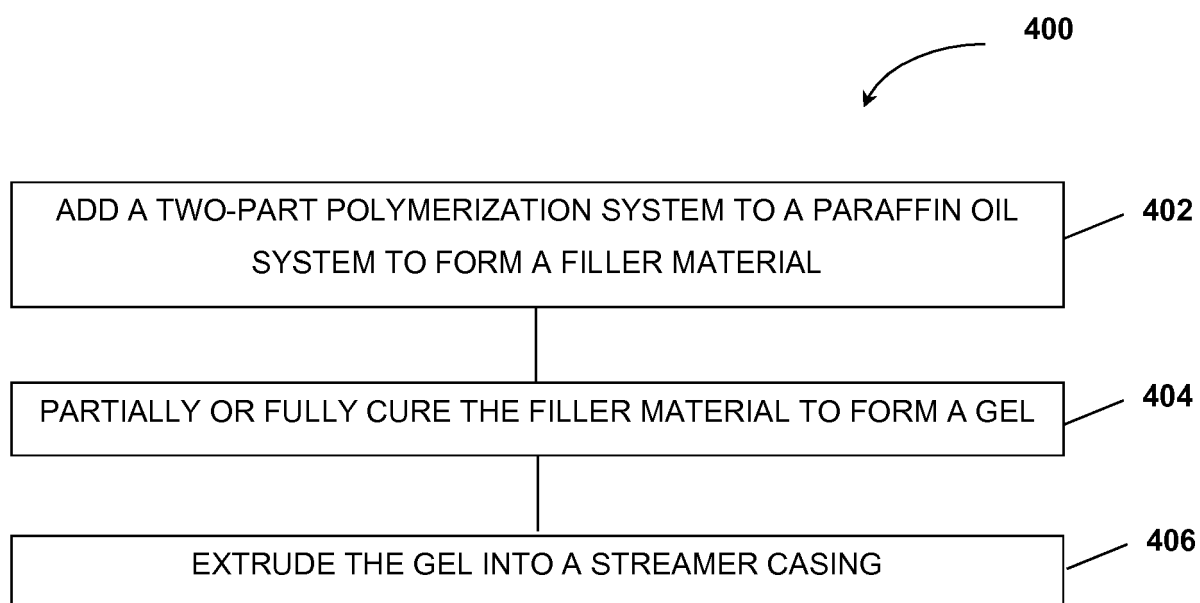 400
ADD A TWO-PART POLYMERIZATION SYSTEM TO A PARAFFIN OIL
SYSTEM TO FORM A FILLER MATERIAL
402
PARTIALLY OR FULLY CURE THE FILLER MATERIAL TO FORM A GEL
404
EXTRUDE THE GEL INTO A STREAMER CASING
406